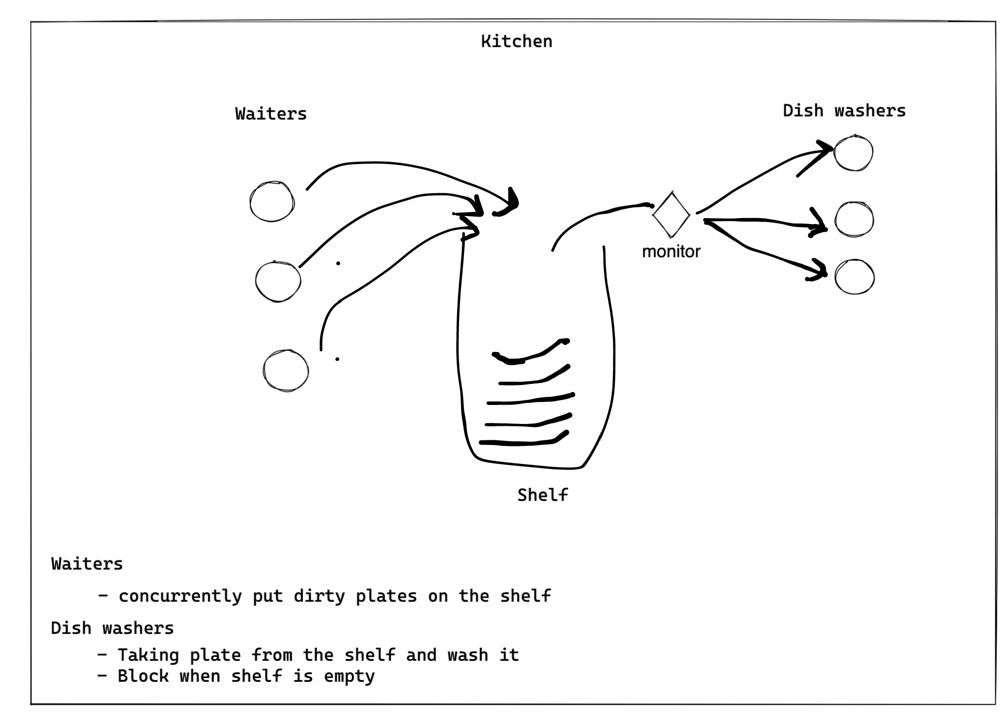 Kitchen
Waiters
Dish washers
monitor
Shelf
Waiters
– concurrently put dirty plates on the shelf
Dish washers
– Taking plate from the shelf and wash it
– Block when shelf is empty